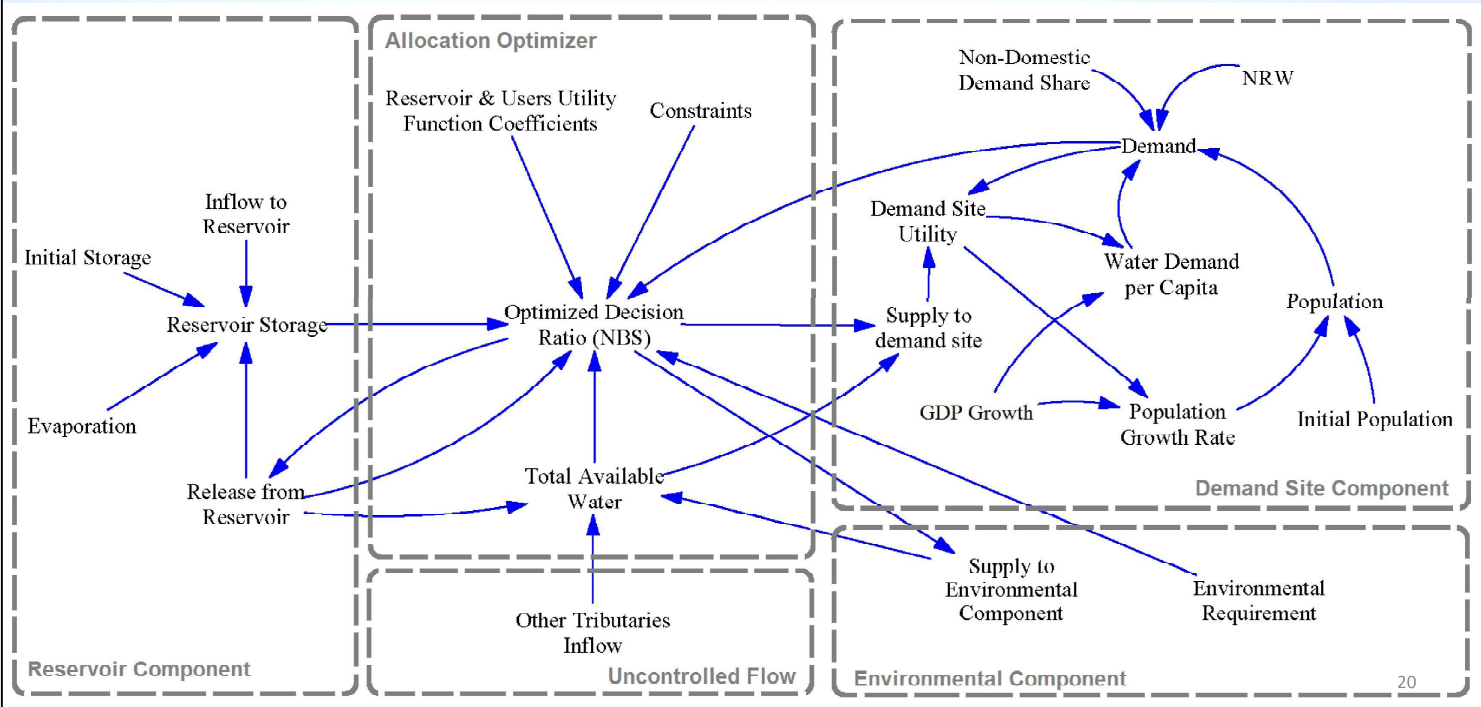 Allocation Optimizer
Reservoir & Users Utility
Function Coefficients
Constraints
Inflow to
Reservoir
Initial Storage
Reservoir Storage
Evaporation
Release from
Reservoir
Reservoir Component
Optimized Decision
Ratio (NBS)
Total Available
Water
Other Tributaries
Inflow
Uncontrolled Flow
Non-Domestic
Demand Share
NRW
Demand
Demand Site
Utility
Water Demand
per Capita
Population
Supply to
demand site
GDP Growth
Population
Growth Rate
Initial Population
Demand Site Component
Supply to
Environmental
Component
Environmental
Requirement
Environmental Component
20